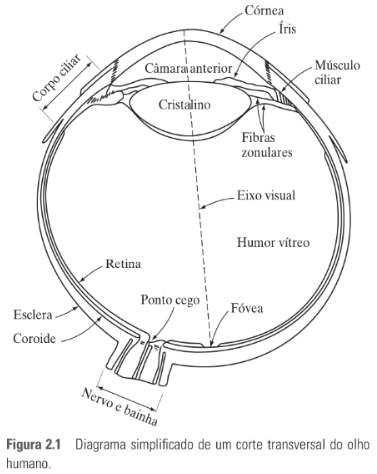 Córnea
Íris
Câmara anterior
Músculo
ciliar
Corpo ciliar
Cristalino
Fibras
zonulares
Eixo visual
Humor vítreo
Retina
Ponto cego
Fóvea
Esclera
Coroide
Nervo e bainha
Figura 2.1 Diagrama simplificado de um corte transversal do olho
humano.